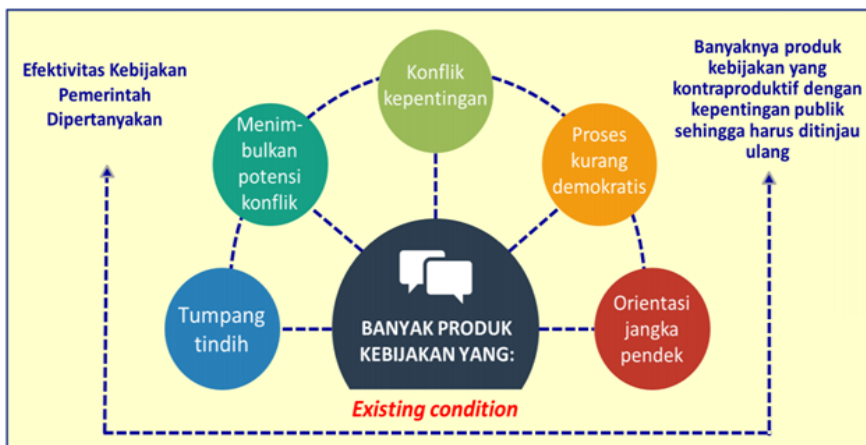 Efektivitas Kebijakan
Pemerintah
Dipertanyakan
Banyaknya produk
kebijakan yang
kontraproduktif dengan
kepentingan publik
sehingga harus ditinjau
ulang
Konflik
kepentingan
Menim-
bulkan
potensi
konflik
Proses
kurang
demokratis
Tumpang
tindih
Orientasi
jangka
pendek
BANYAK PRODUK
KEBIJAKAN YANG:
Existing condition